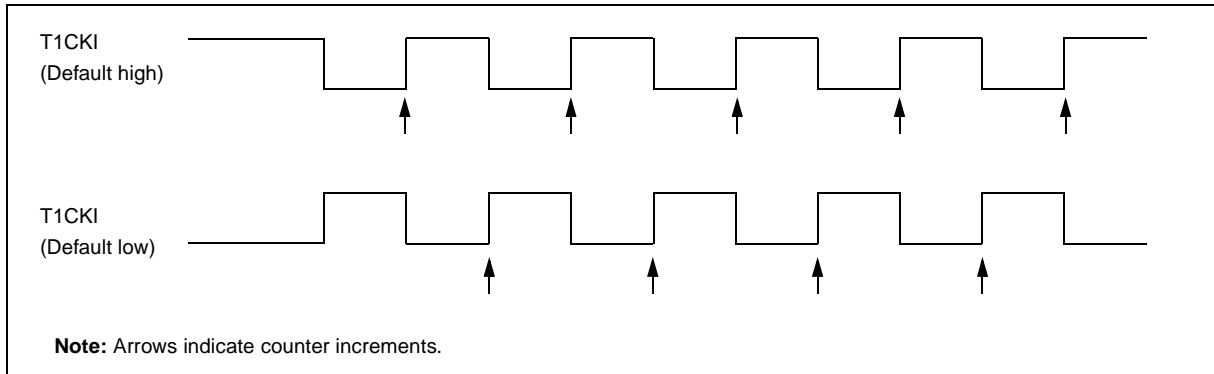 T1CKI
(Default high)
T1CKI
(Default low)
Note: Arrows indicate counter increments.